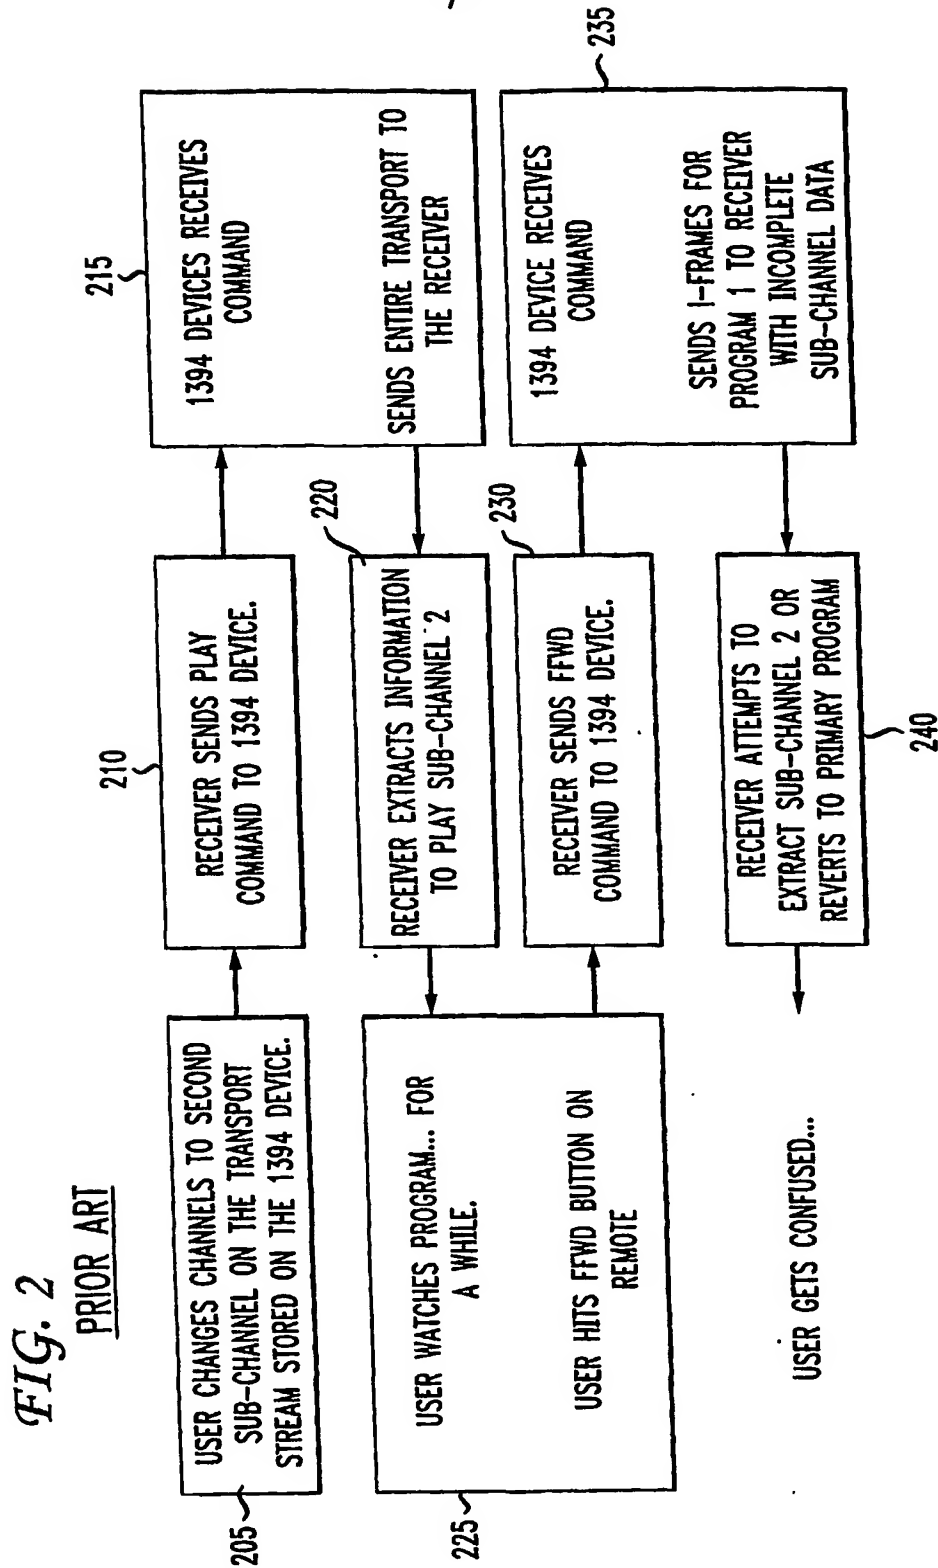 FIG. 2
PRIOR ART
205
USER CHANGES CHANNELS TO SECOND
SUB-CHANNEL ON THE TRANSPORT
STREAM STORED ON THE 1394 DEVICE.
210
RECEIVER SENDS PLAY
COMMAND TO 1394 DEVICE.
215
1394 DEVICES RECEIVES
COMMAND
SENDS ENTIRE TRANSPORT TO
THE RECEIVER
220
RECEIVER EXTRACTS INFORMATION
TO PLAY SUB-CHANNEL 2
225
USER WATCHES PROGRAM... FOR
A WHILE.
USER HITS FFWD BUTTON ON
REMOTE
230
RECEIVER SENDS FFWD
COMMAND TO 1394 DEVICE.
235
1394 DEVICE RECEIVES
COMMAND
SENDS I-FRAMES FOR
PROGRAM 1 TO RECEIVER
WITH INCOMPLETE
SUB-CHANNEL DATA
240
RECEIVER ATTEMPTS TO
EXTRACT SUB-CHANNEL 2 OR
REVERTS TO PRIMARY PROGRAM
USER GETS CONFUSED...